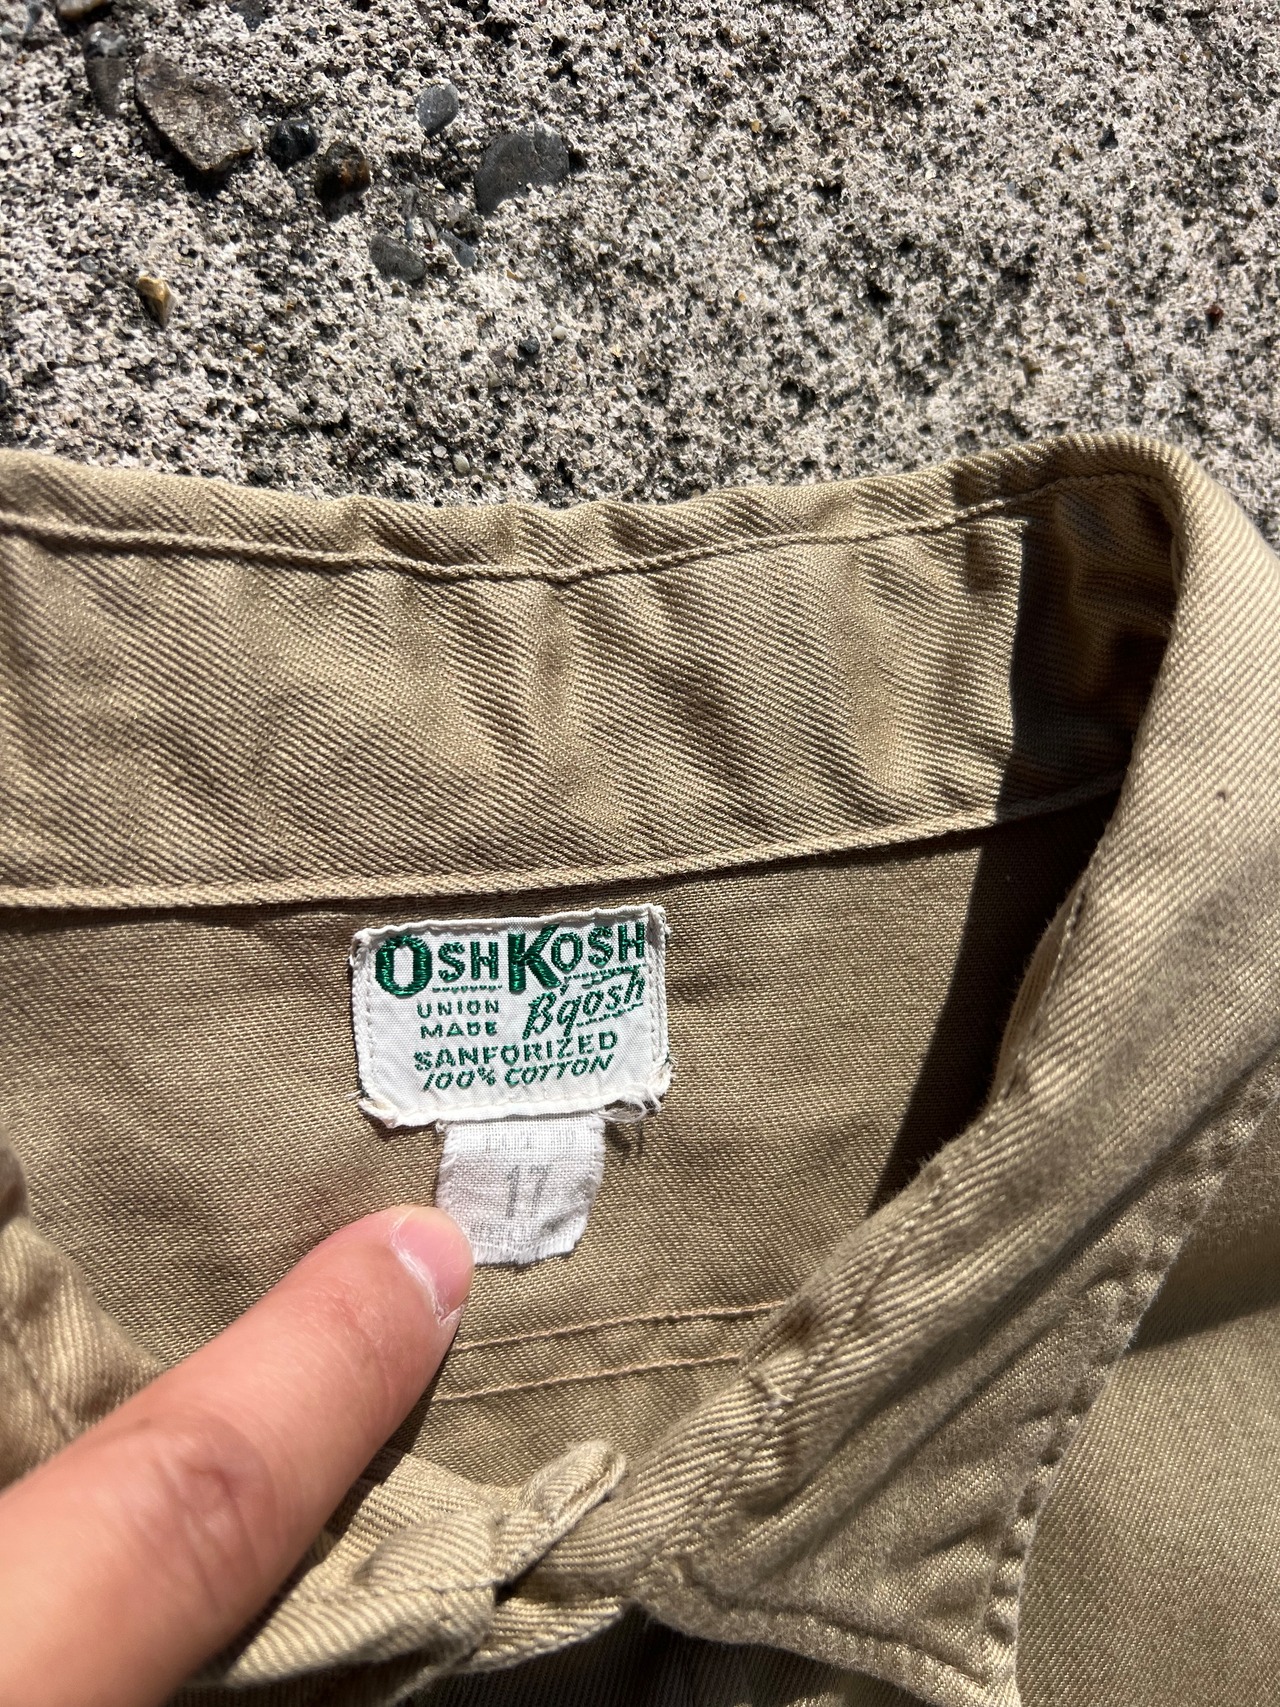 OSHKOSH
UNION B'gosh
MADE
SANFORIZED
100% COTTON
17